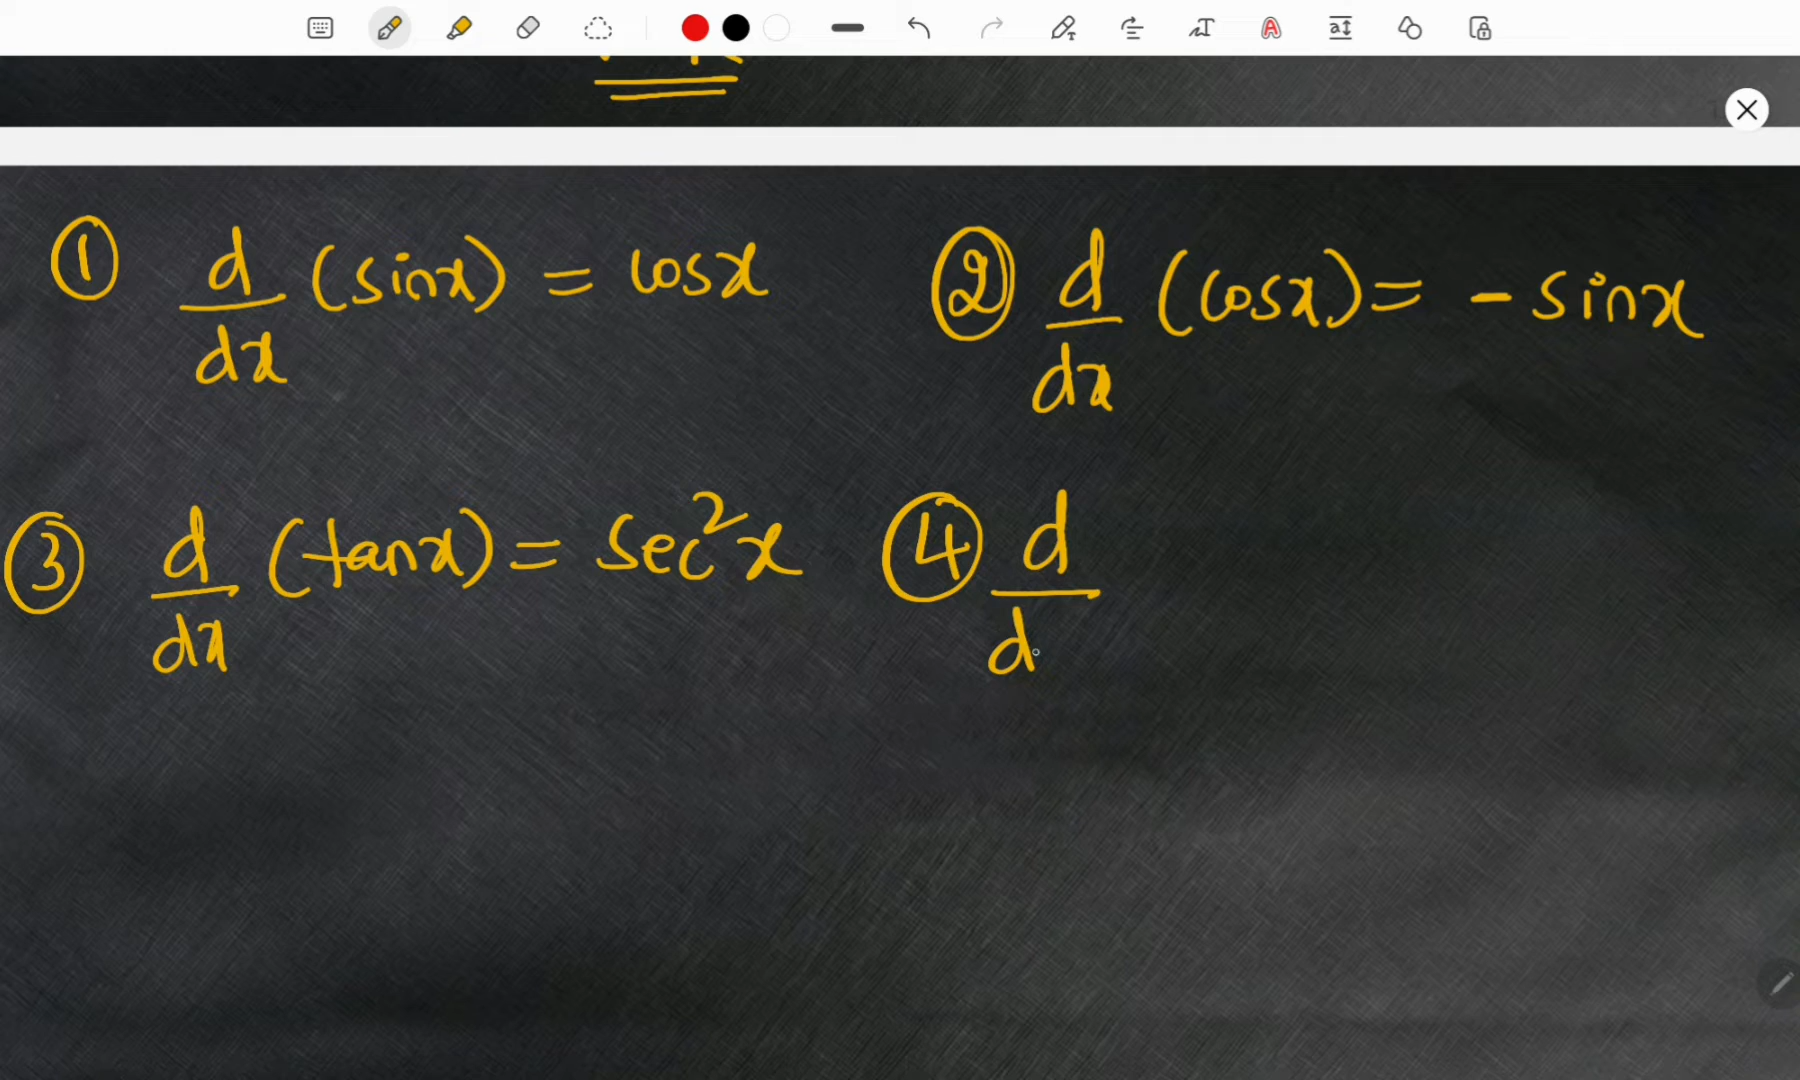 ① d/dx (sinx) = cosx
② d/dx (cosx) = - sinx
③ d/dx (tanx) = sec²x
④ d/d